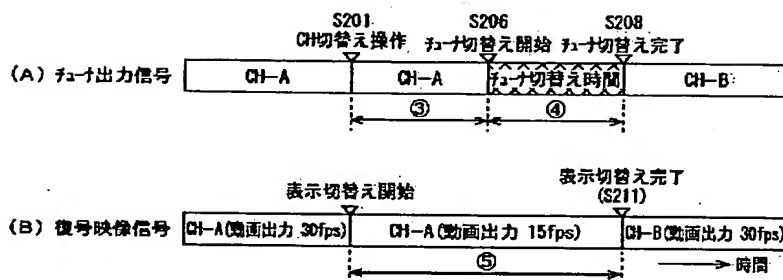 S201 S206 S208
CH切替え操作 チューナ切替え開始 チューナ切替え完了
(A) チューナ出力信号 CH-A CH-A チューナ切替え時間 CH-B
③ ④
表示切替え開始 表示切替え完了
(S211)
(B) 復号映像信号 CH-A(動画出力 30fps) CH-A(動画出力 15fps) CH-B(動画出力 30fps)
⑤ 時間